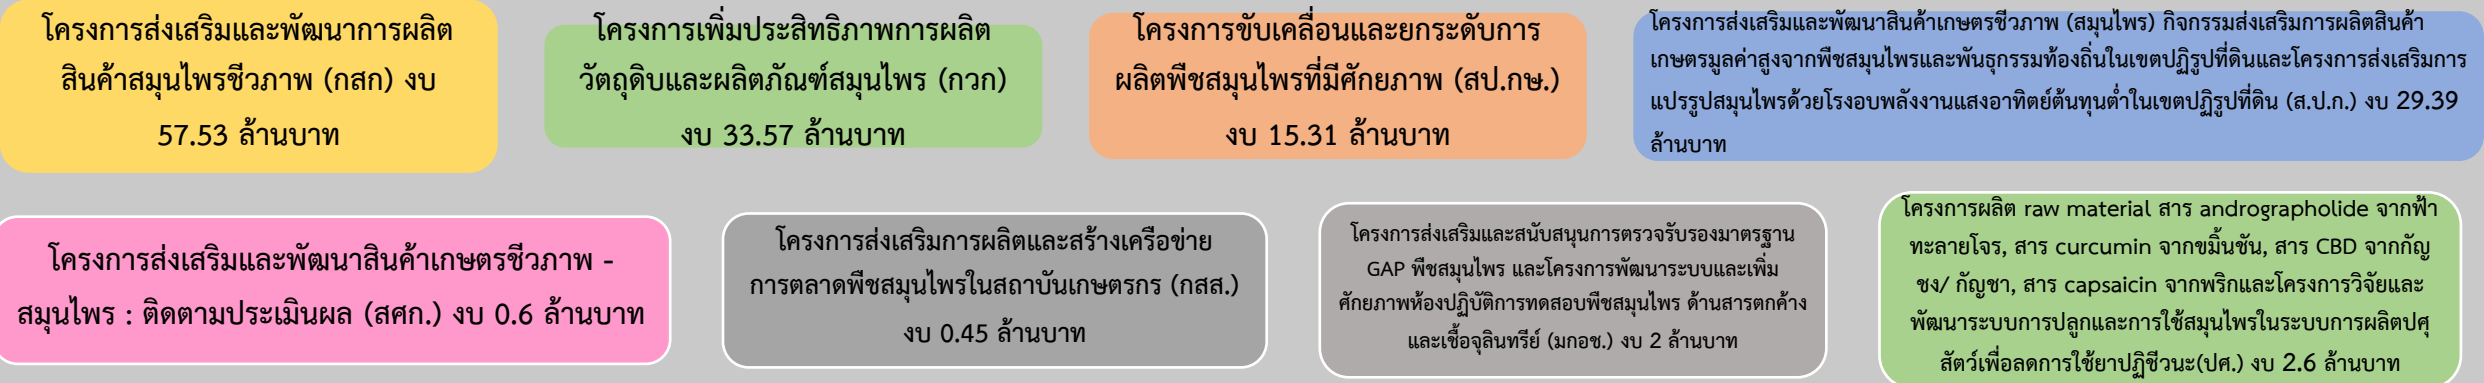 โครงการส่งเสริมและพัฒนาการผลิต
สินค้าสมุนไพรชีวภาพ (กสก) งบ
57.53 ล้านบาท
โครงการเพิ่มประสิทธิภาพการผลิต
วัตถุดิบและผลิตภัณฑ์สมุนไพร (กวก)
งบ 33.57 ล้านบาท
โครงการขับเคลื่อนและยกระดับการ
ผลิตพืชสมุนไพรที่มีศักยภาพ (สป.กษ.)
งบ 15.31 ล้านบาท
โครงการส่งเสริมและพัฒนาสินค้าเกษตรชีวภาพ (สมุนไพร) กิจกรรมส่งเสริมการผลิตสินค้า
เกษตรมูลค่าสูงจากพืชสมุนไพรและพันธุกรรมท้องถิ่นในเขตปฏิรูปที่ดินและโครงการส่งเสริมการ
แปรรูปสมุนไพรด้วยโรงอบพลังงานแสงอาทิตย์ต้นทุนต่ำในเขตปฏิรูปที่ดิน (ส.ป.ก.) งบ 29.39
ล้านบาท
โครงการส่งเสริมและพัฒนาสินค้าเกษตรชีวภาพ -
สมุนไพร : ติดตามประเมินผล (สศก.) งบ 0.6 ล้านบาท
โครงการส่งเสริมการผลิตและสร้างเครือข่าย
การตลาดพืชสมุนไพรในสถาบันเกษตรกร (กสส.)
งบ 0.45 ล้านบาท
โครงการส่งเสริมและสนับสนุนการตรวจรับรองมาตรฐาน
GAP พืชสมุนไพร และโครงการพัฒนาระบบและเพิ่ม
ศักยภาพห้องปฏิบัติการทดสอบพืชสมุนไพร ด้านสารตกค้าง
และเชื้อจุลินทรีย์ (มกอช.) งบ 2 ล้านบาท
โครงการผลิต raw material สาร andrographolide จากฟ้า
ทะลายโจร, สาร curcumin จากขมิ้นชัน, สาร CBD จากกัญ
ชง/ กัญชา, สาร capsaicin จากพริกและโครงการวิจัยและ
พัฒนาระบบการปลูกและการใช้สมุนไพรในระบบการผลิตปศุ
สัตว์เพื่อลดการใช้ยาปฏิชีวนะ(ปศ.) งบ 2.6 ล้านบาท